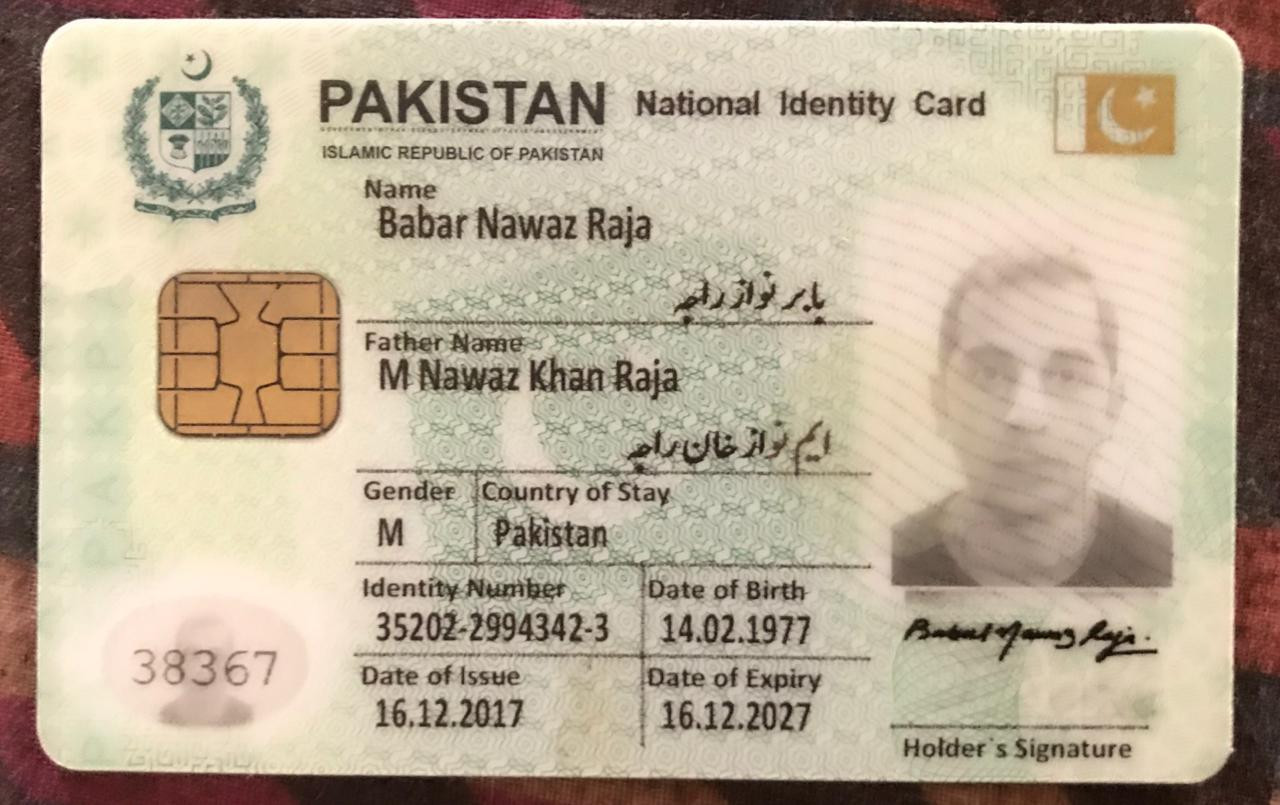 PAKISTAN National Identity Card
ISLAMIC REPUBLIC OF PAKISTAN
Name
Babar Nawaz Raja
بابر نواز راجہ
Father Name
M Nawaz Khan Raja
ایم نواز خان راجہ
Gender Country of Stay
M Pakistan
Identity Number Date of Birth
35202-2994342-3 14.02.1977
Date of Issue Date of Expiry
16.12.2017 16.12.2027
38367
Babar Nawaz Raja.
Holder's Signature